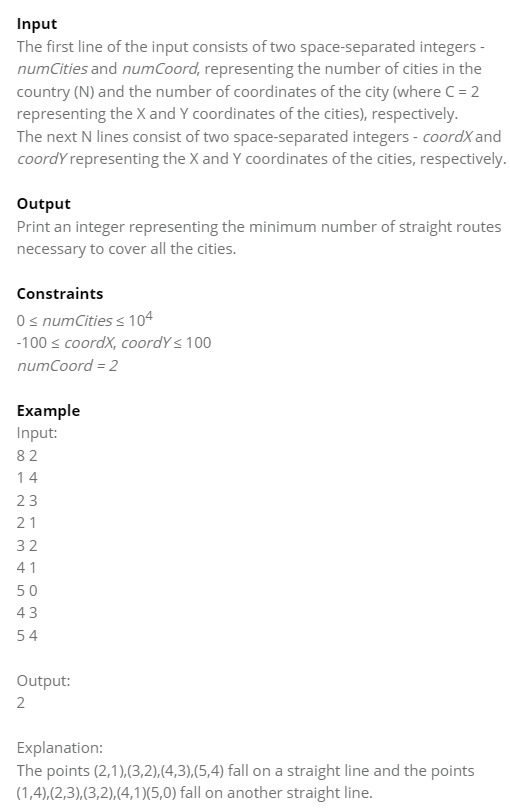 Input
The first line of the input consists of two space-separated integers -
numCities and numCoord, representing the number of cities in the
country (N) and the number of coordinates of the city (where C = 2
representing the X and Y coordinates of the cities), respectively.
The next N lines consist of two space-separated integers - coordX and
coordY representing the X and Y coordinates of the cities, respectively.
Output
Print an integer representing the minimum number of straight routes
necessary to cover all the cities.
Constraints
0 ≤ numCities ≤ 10⁴
-100 ≤ coordX, coordY ≤ 100
numCoord = 2
Example
Input:
8 2
1 4
2 3
2 1
3 2
4 1
5 0
4 3
5 4
Output:
2
Explanation:
The points (2,1),(3,2),(4,3),(5,4) fall on a straight line and the points
(1,4),(2,3),(3,2),(4,1)(5,0) fall on another straight line.